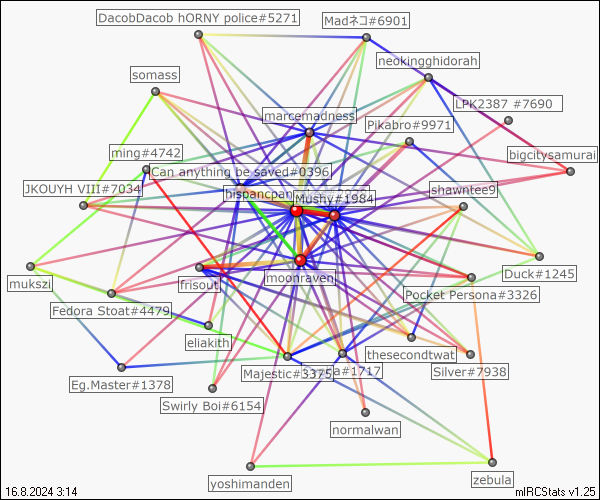 DacobDacob hORNY police#5271
Madネコ#6901
neokingghidorah
somass
LPK2387 #7690
marcemadness
Pikabro#9971
bigcitysamurai
ming#4742
Can anything be saved#0396
JKOUYH VIII#7034
hispancpan
Mushy#1984
shawntee9
mukszi
frisout
moonraven
Duck#1245
Pocket Persona#3326
Fedora Stoat#4479
eliakith
thesecondtwat
Eg.Master#1378
Majestic#3375
a#1717
Silver#7938
Swirly Boi#6154
normalwan
yoshimanden
zebula
16.8.2024 3:14
mIRCStats v1.25